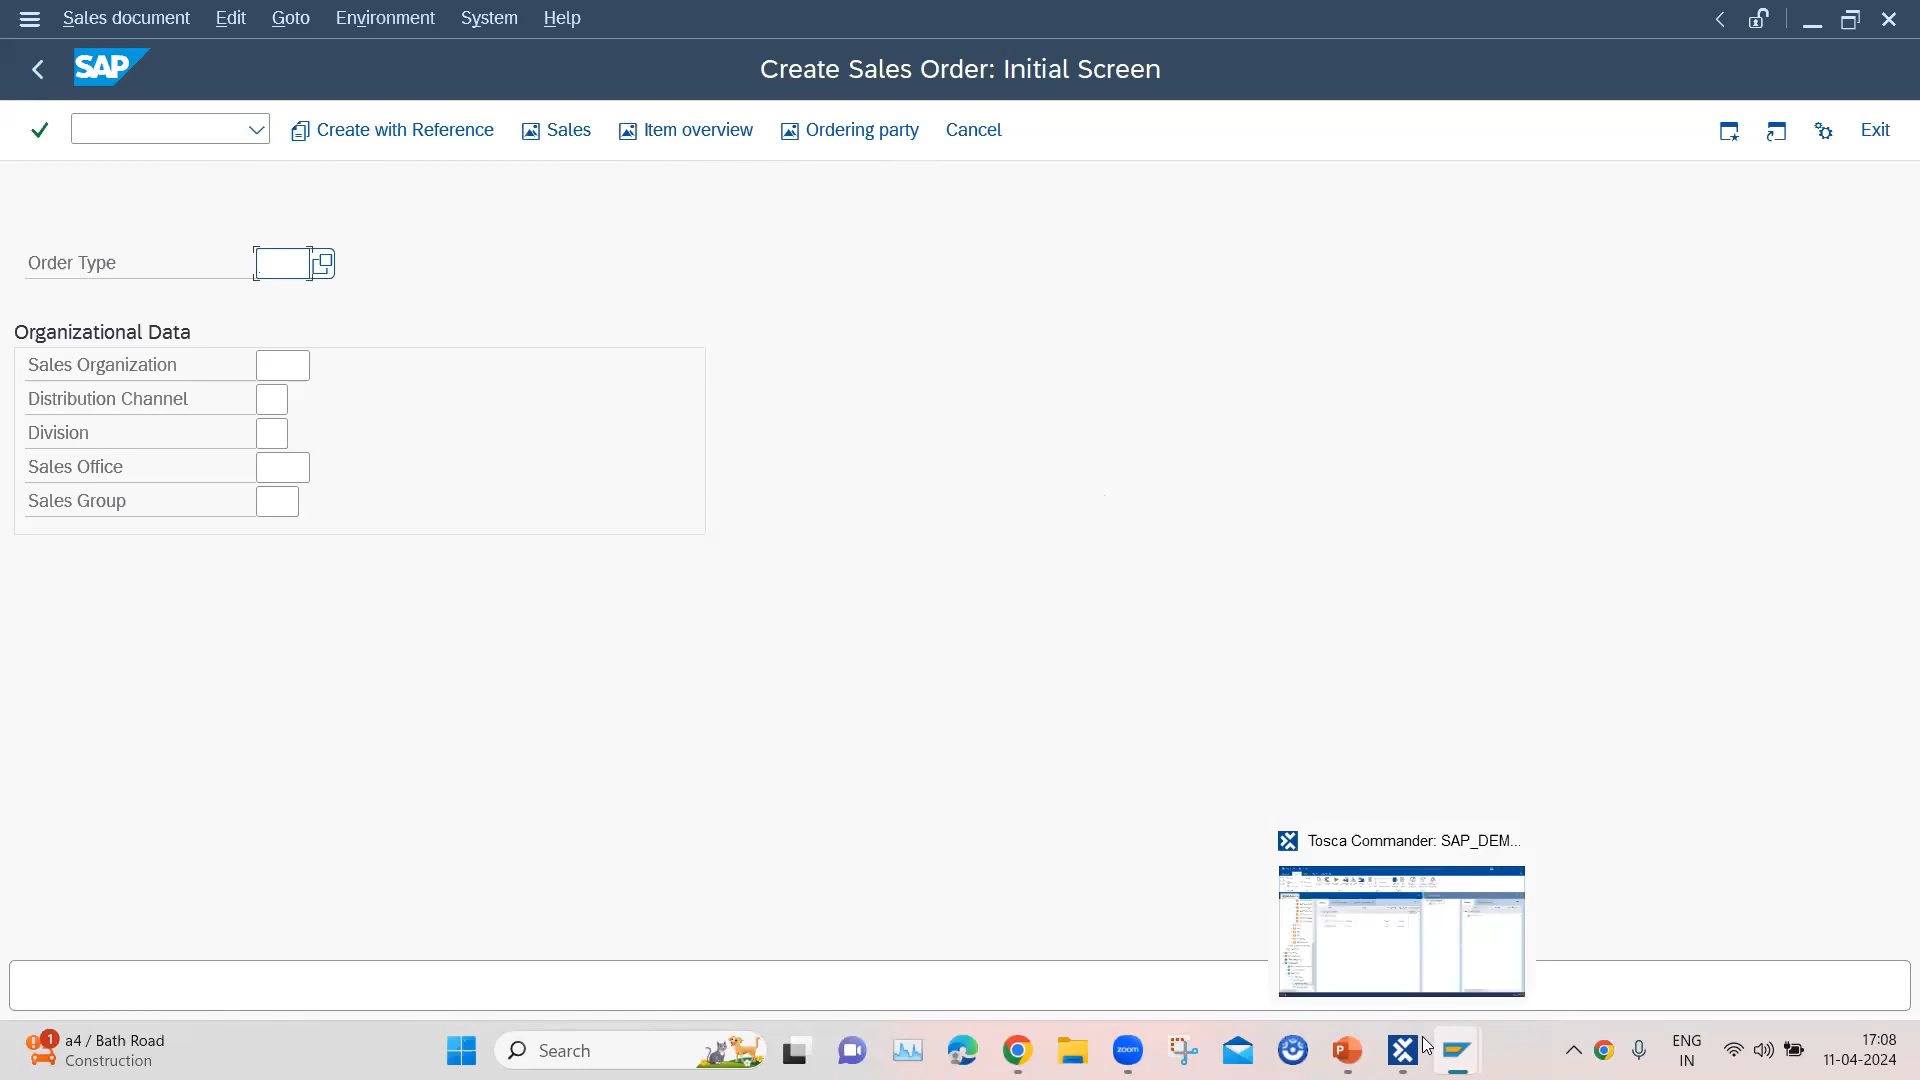 Sales document Edit Goto Environment System Help
SAP Create Sales Order: Initial Screen
Create with Reference Sales Item overview Ordering party Cancel Exit
Order Type
Organizational Data
Sales Organization
Distribution Channel
Division
Sales Office
Sales Group
Tosca Commander: SAP_DEM...
1 a4 / Bath Road
Construction
Search
zoom
ENG
IN
17:08
11-04-2024